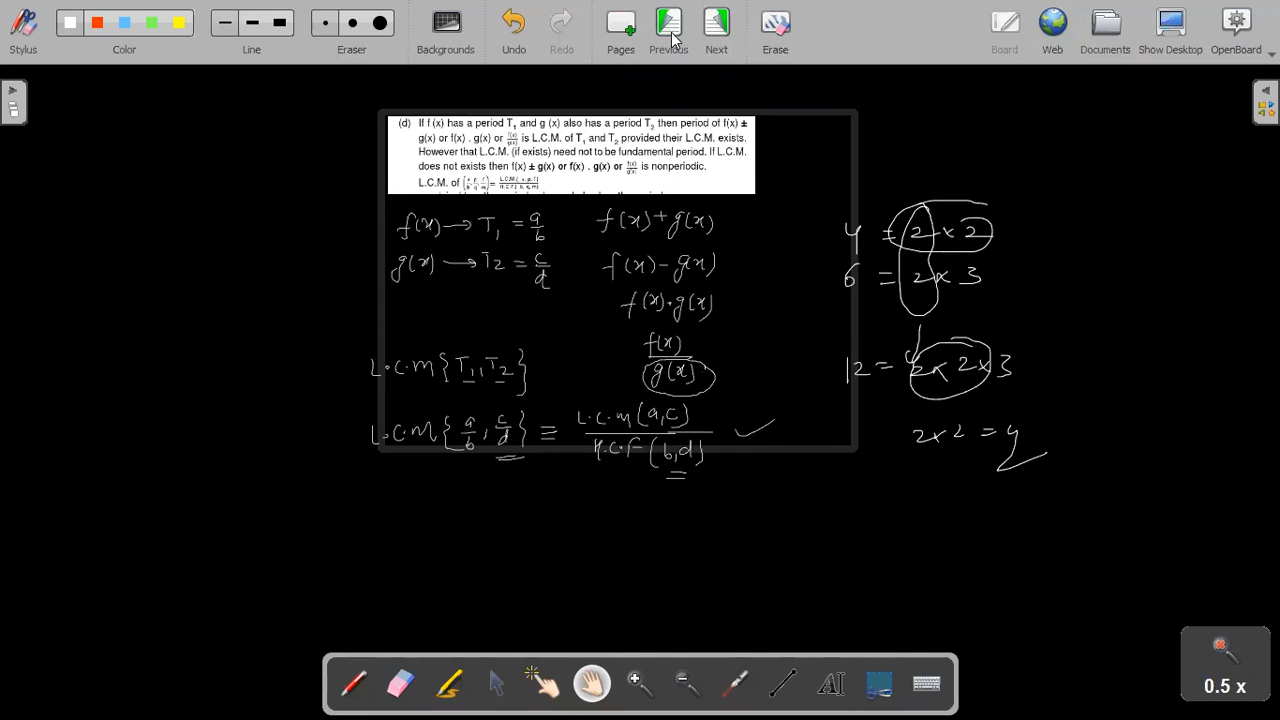 Stylus
Color
Line
Eraser
Backgrounds
Undo
Redo
Pages
Previous
Next
Erase
Board
Web
Documents
Show Desktop
OpenBoard
(d) If f (x) has a period T₁ and g (x) also has a period T₂ then period of f(x) ±
g(x) or f(x) . g(x) or f(x)/g(x) is L.C.M. of T₁ and T₂ provided their L.C.M. exists.
However that L.C.M. (if exists) need not to be fundamental period. If L.C.M.
does not exists then f(x) ± g(x) or f(x) . g(x) or f(x)/g(x) is nonperiodic.
L.C.M. of
f(x) → T₁ = a/b
g(x) → T₂ = c/d
L.C.M {T₁, T₂}
L.C.M {a/b, c/d} ≡ L.C.M (a,c) / H.C.F (b,d)
f(x) + g(x)
f(x) - g(x)
f(x) · g(x)
f(x)
g(x)
4 = 2 × 2
6 = 2 × 3
12 = 2 × 2 × 3
2 × 2 = 4
0.5 x